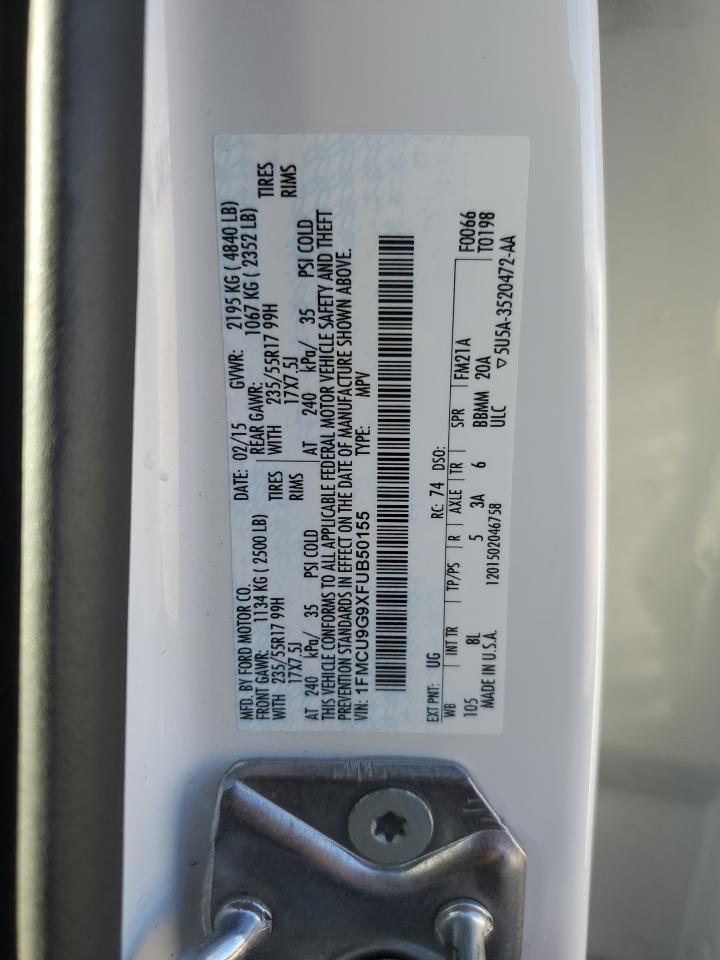 MFD. BY FORD MOTOR CO.
DATE: 02/15 GVWR: 2195 KG ( 4840 LB)
FRONT GAWR: 1134 KG ( 2500 LB) REAR GAWR: 1067 KG ( 2352 LB)
WITH 235/55R17 99H TIRES WITH 235/55R17 99H TIRES
17X7.5J RIMS 17X7.5J RIMS
AT 240 kPa/ 35 PSI COLD AT 240 kPa/ 35 PSI COLD
THIS VEHICLE CONFORMS TO ALL APPLICABLE FEDERAL MOTOR VEHICLE SAFETY AND THEFT
PREVENTION STANDARDS IN EFFECT ON THE DATE OF MANUFACTURE SHOWN ABOVE.
VIN: 1FMCU9G9XFUB50155 TYPE: MPV
EXT PNT: UG RC: 74 DSO: F0066
WB INT TR TP/PS R AXLE TR SPR FM21A T0198
105 8L 5 3A 6 BBMM 20A
MADE IN U.S.A. 1201502046758 ULC ▽5U5A-3520472-AA